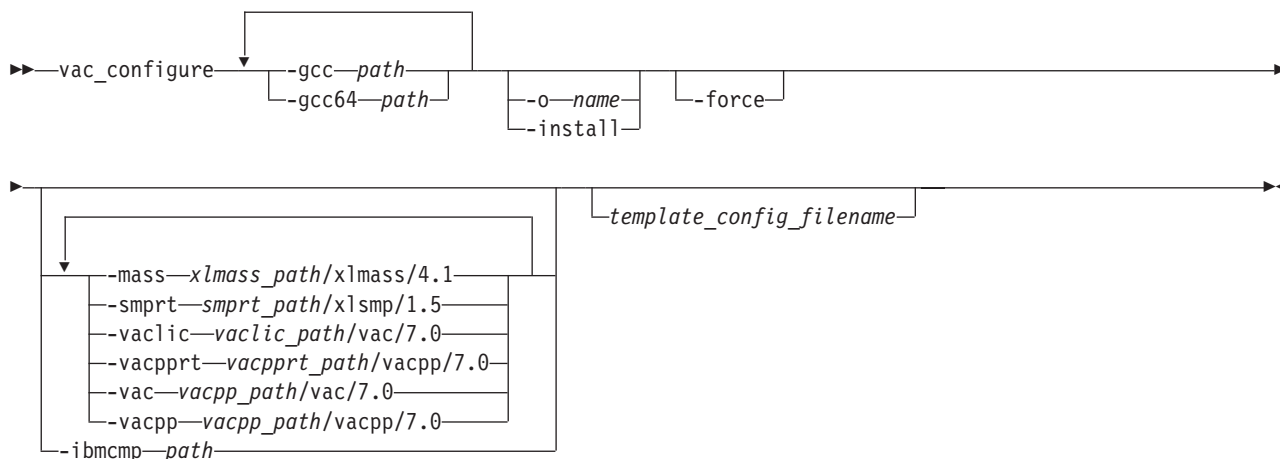 vac_configure -gcc path
-gcc64 path
-o name
-install
-force
template_config_filename
-mass xlmass_path/xlmass/4.1
-smprt smprt_path/xlsmp/1.5
-vaclic vaclic_path/vac/7.0
-vacpprt vacpprt_path/vacpp/7.0
-vac vacpp_path/vac/7.0
-vacpp vacpp_path/vacpp/7.0
-ibmcmp path